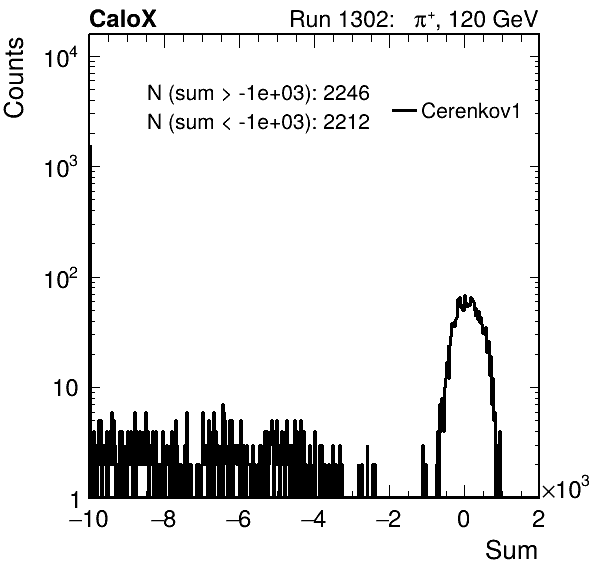 CaloX Run 1302: π⁺, 120 GeV
Counts
10⁴
N (sum > -1e+03): 2246
N (sum < -1e+03): 2212
Cerenkov1
10³
10²
10
1
−10 −8 −6 −4 −2 0 2
×10³
Sum